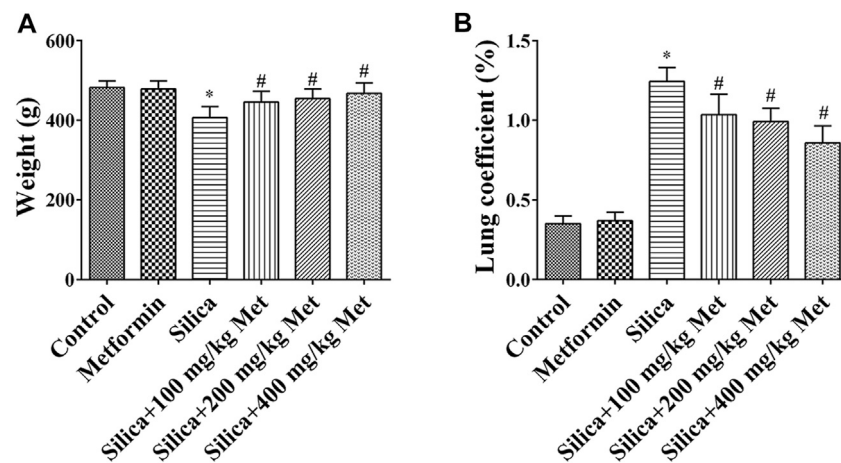 A
Weight (g)
600
400
200
0
*
#
#
#
Control
Metformin
Silica
Silica+100 mg/kg Met
Silica+200 mg/kg Met
Silica+400 mg/kg Met
B
Lung coefficient (%)
1.5
1.0
0.5
0.0
*
#
#
#
Control
Metformin
Silica
Silica+100 mg/kg Met
Silica+200 mg/kg Met
Silica+400 mg/kg Met